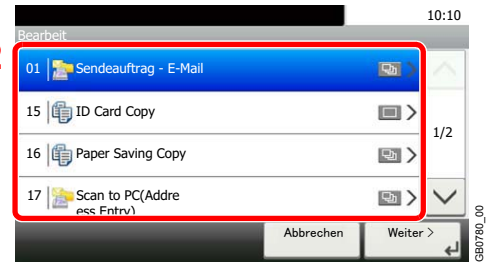 10:10
Bearbeit
01 Sendeauftrag - E-Mail
15 ID Card Copy
1/2
16 Paper Saving Copy
17 Scan to PC(Addre
ess Entry)
Abbrechen
Weiter >
GB0780_00